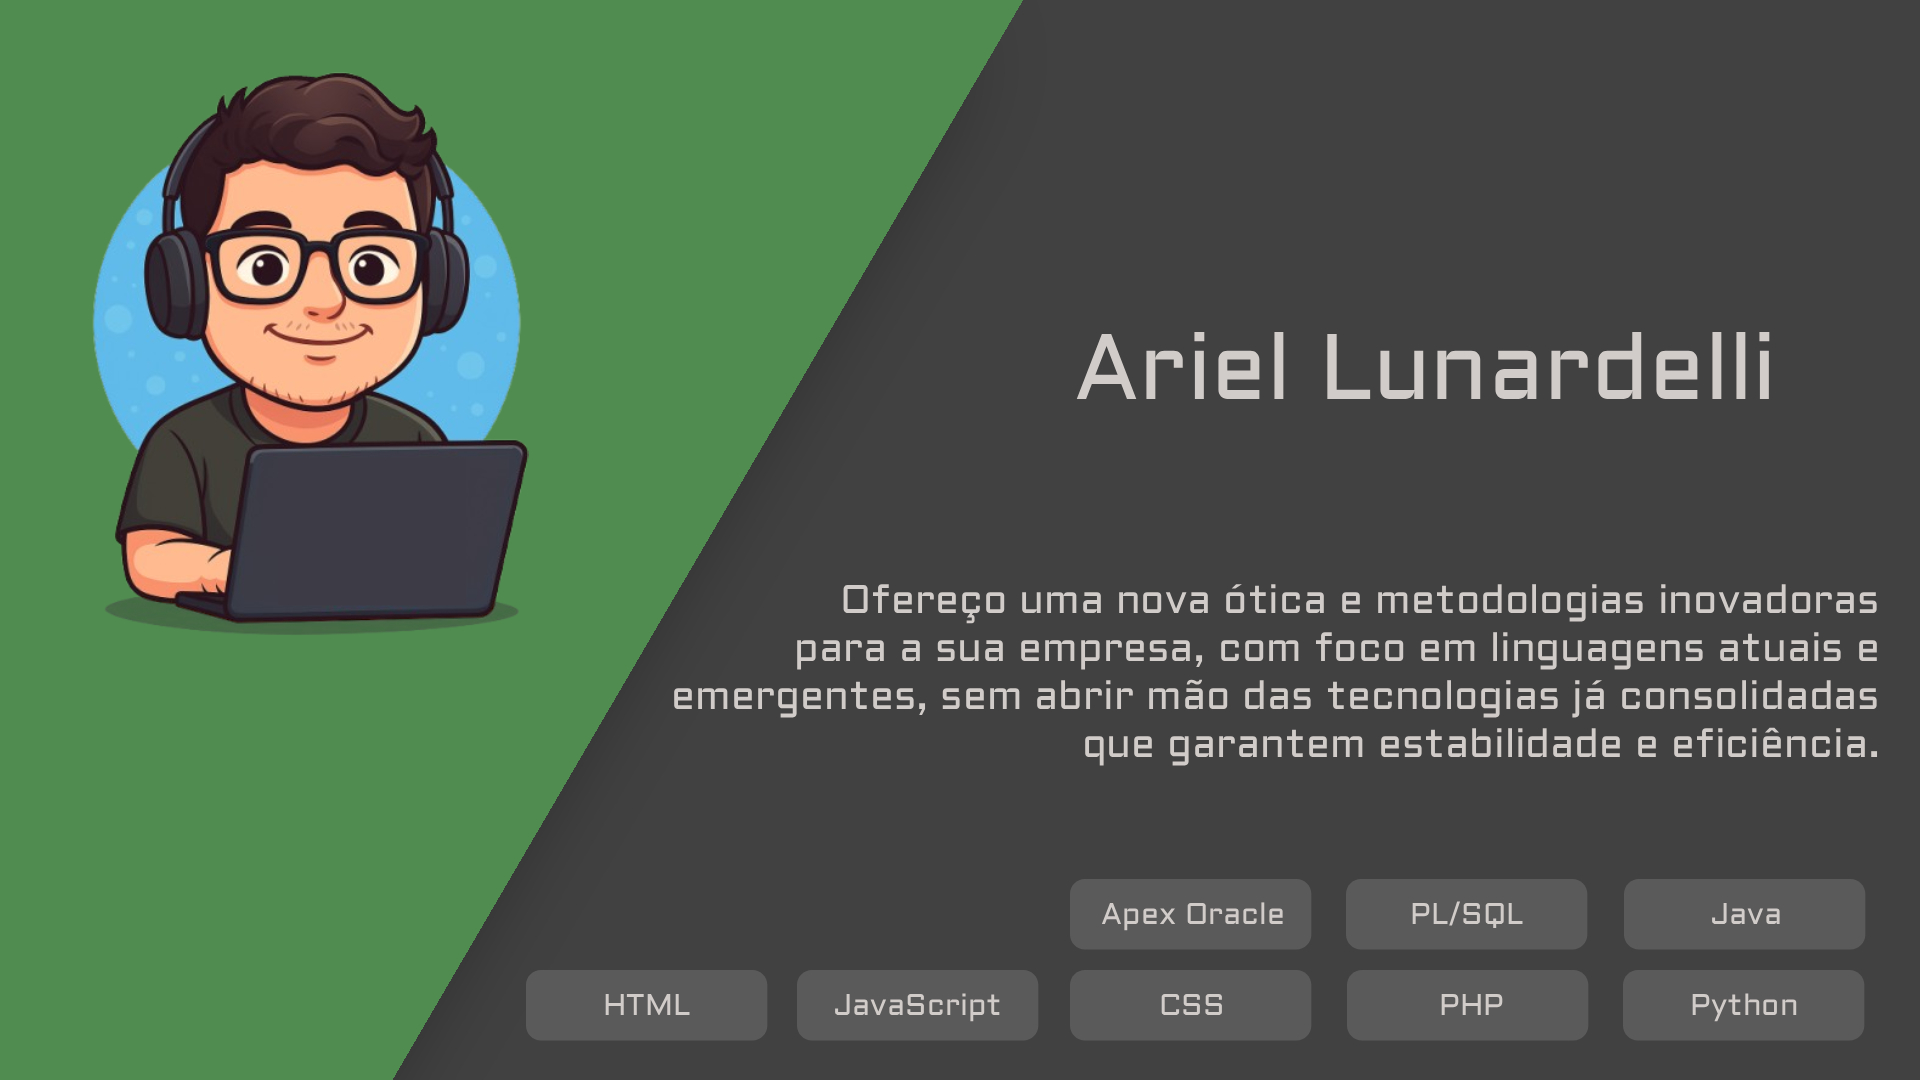 Ariel Lunardelli
Ofereço uma nova ótica e metodologias inovadoras
para a sua empresa, com foco em linguagens atuais e
emergentes, sem abrir mão das tecnologias já consolidadas
que garantem estabilidade e eficiência.
Apex Oracle PL/SQL Java
HTML JavaScript CSS PHP Python